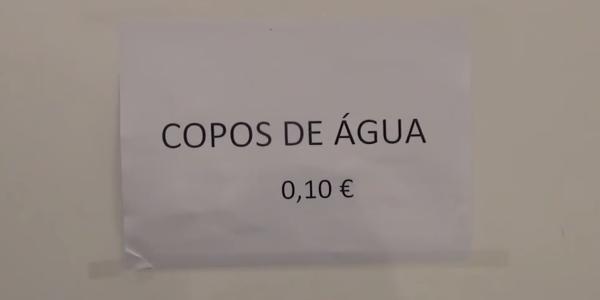 COPOS DE ÁGUA
0,10 €